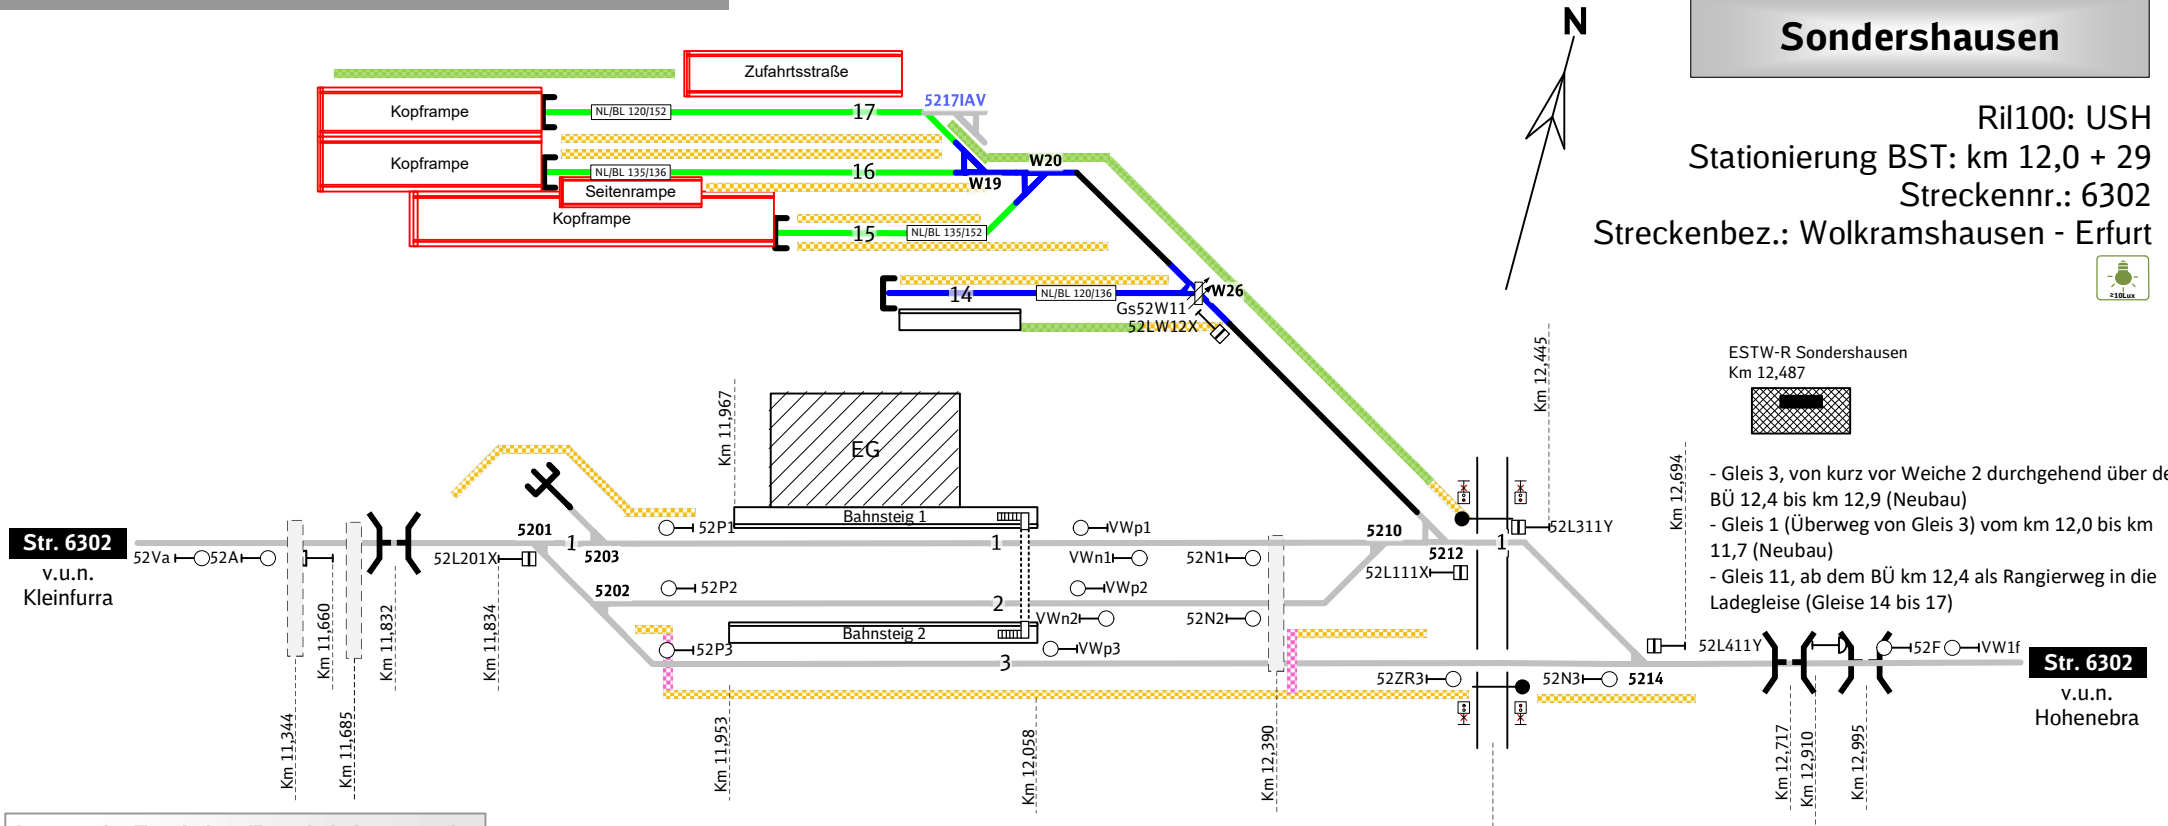 Sondershausen
N
Ril100: USH
Stationierung BST: km 12,0 + 29
Streckennr.: 6302
Streckenbez.: Wolkramshausen - Erfurt
≥10Lux
Zufahrtsstraße
Kopframpe
NL/BL 120/152
17
5217IAV
Kopframpe
NL/BL 135/136
16
W19
W20
Seitenrampe
Kopframpe
15
NL/BL 135/152
14
NL/BL 120/136
W26
Gs52W11
52LW12X
ESTW-R Sondershausen
Km 12,487
Km 12,445
Km 11,967
EG
Km 12,694
- Gleis 3, von kurz vor Weiche 2 durchgehend über de
BÜ 12,4 bis km 12,9 (Neubau)
- Gleis 1 (Überweg von Gleis 3) vom km 12,0 bis km
11,7 (Neubau)
- Gleis 11, ab dem BÜ km 12,4 als Rangierweg in die
Ladegleise (Gleise 14 bis 17)
Str. 6302
v.u.n.
Kleinfurra
52Va
52A
52L201X
5201
1
5203
52P1
Bahnsteig 1
1
VWp1
VWn1
52N1
5210
5212
1
52L311Y
52L111X
5202
52P2
2
VWp2
VWn2
52N2
Bahnsteig 2
52P3
3
VWp3
52ZR3
52N3
5214
52L411Y
52F
VW1f
Str. 6302
v.u.n.
Hohenebra
Km 11,344
Km 11,660
Km 11,685
Km 11,832
Km 11,834
Km 11,953
Km 12,058
Km 12,390
Km 12,717
Km 12,910
Km 12,995